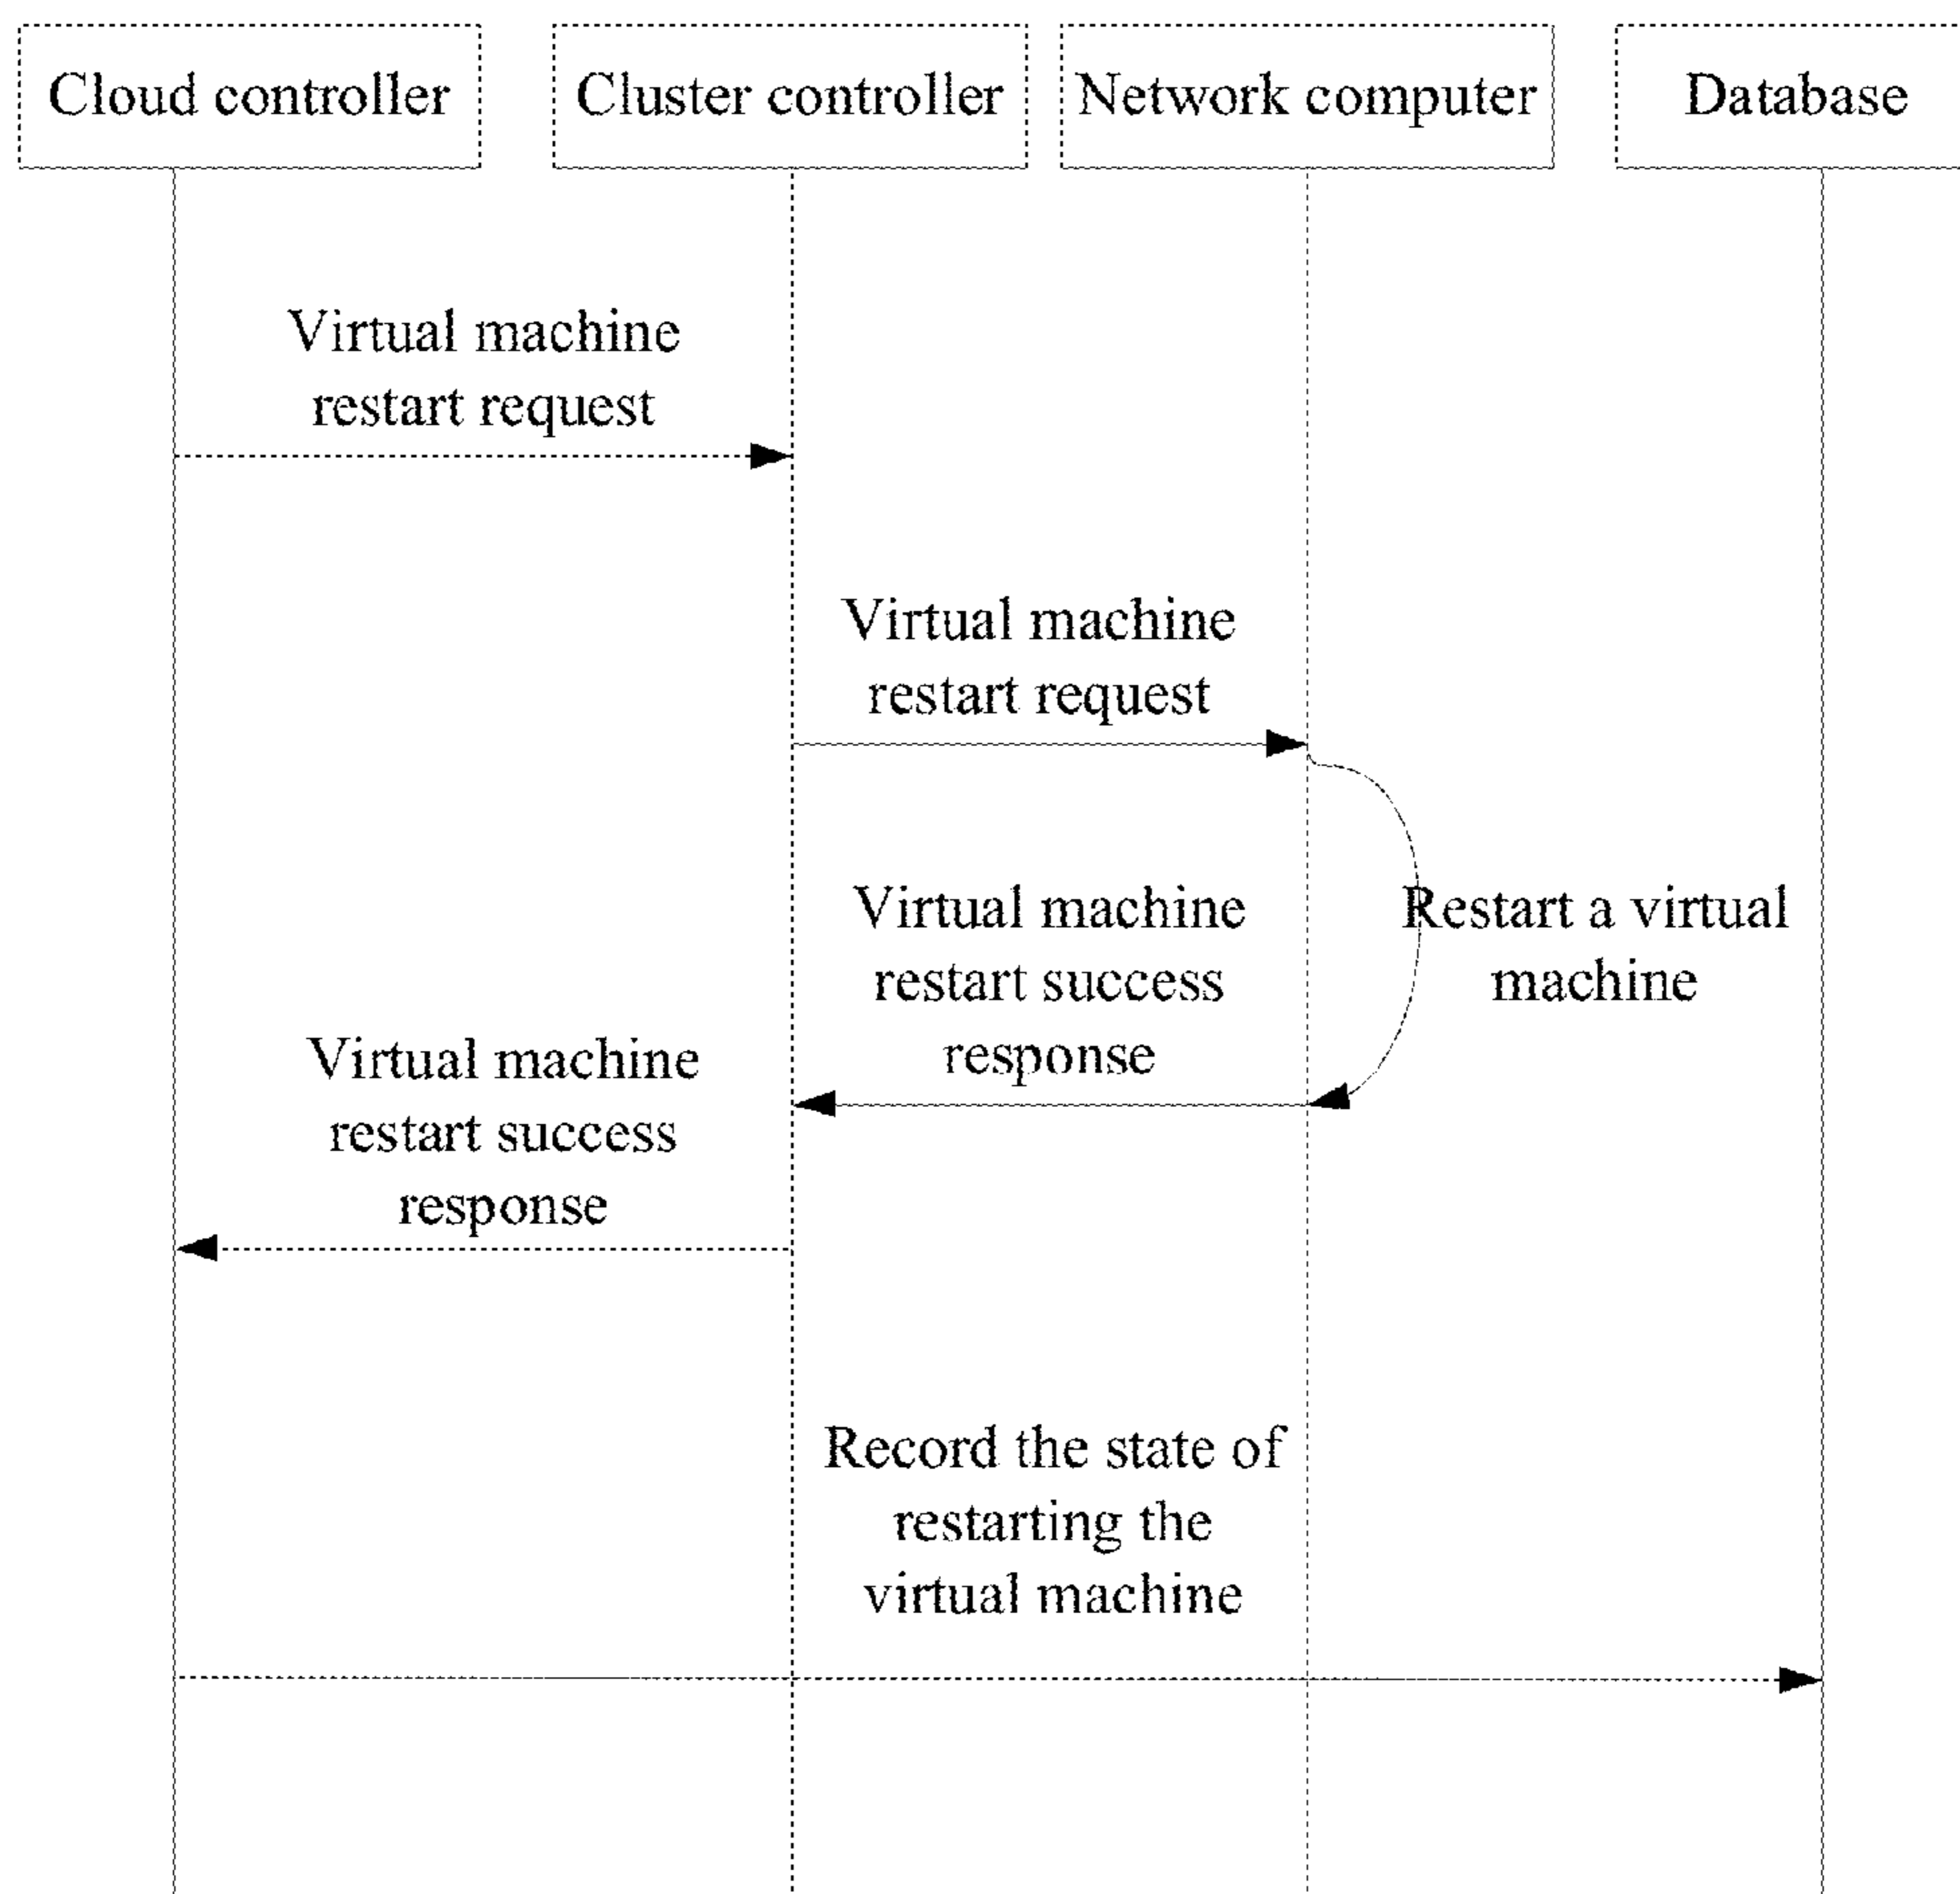 Cloud controller
Cluster controller
Network computer
Database
Virtual machine
restart request
Virtual machine
restart request
Virtual machine
restart success
response
Restart a virtual
machine
Virtual machine
restart success
response
Record the state of
restarting the
virtual machine